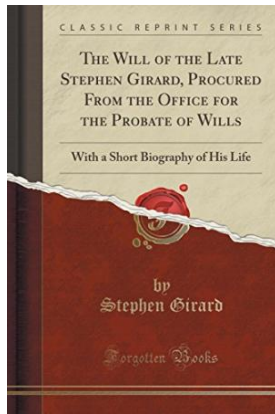 CLASSIC REPRINT SERIES
THE WILL OF THE LATE
STEPHEN GIRARD, PROCURED
FROM THE OFFICE FOR
THE PROBATE OF WILLS
With a Short Biography of His Life
by
Stephen Girard
Forgotten Books